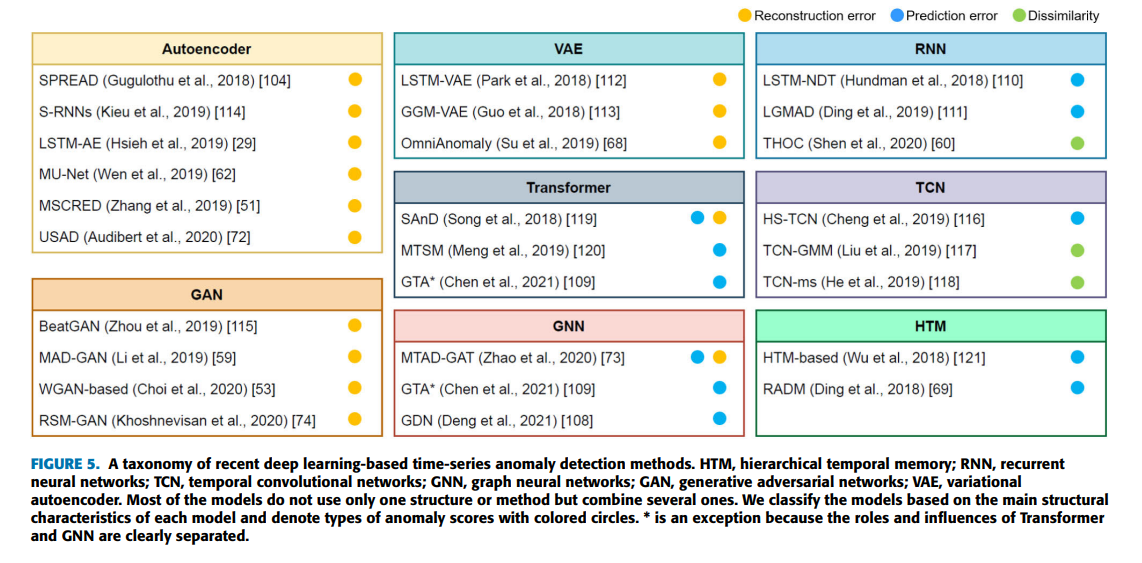 Reconstruction error Prediction error Dissimilarity
Autoencoder
SPREAD (Gugulothu et al., 2018) [104]
S-RNNs (Kieu et al., 2019) [114]
LSTM-AE (Hsieh et al., 2019) [29]
MU-Net (Wen et al., 2019) [62]
MSCRED (Zhang et al., 2019) [51]
USAD (Audibert et al., 2020) [72]
GAN
BeatGAN (Zhou et al., 2019) [115]
MAD-GAN (Li et al., 2019) [59]
WGAN-based (Choi et al., 2020) [53]
RSM-GAN (Khoshnevisan et al., 2020) [74]
VAE
LSTM-VAE (Park et al., 2018) [112]
GGM-VAE (Guo et al., 2018) [113]
OmniAnomaly (Su et al., 2019) [68]
Transformer
SAnD (Song et al., 2018) [119]
MTSM (Meng et al., 2019) [120]
GTA* (Chen et al., 2021) [109]
GNN
MTAD-GAT (Zhao et al., 2020) [73]
GTA* (Chen et al., 2021) [109]
GDN (Deng et al., 2021) [108]
RNN
LSTM-NDT (Hundman et al., 2018) [110]
LGMAD (Ding et al., 2019) [111]
THOC (Shen et al., 2020) [60]
TCN
HS-TCN (Cheng et al., 2019) [116]
TCN-GMM (Liu et al., 2019) [117]
TCN-ms (He et al., 2019) [118]
HTM
HTM-based (Wu et al., 2018) [121]
RADM (Ding et al., 2018) [69]
FIGURE 5. A taxonomy of recent deep learning-based time-series anomaly detection methods. HTM, hierarchical temporal memory; RNN, recurrent
neural networks; TCN, temporal convolutional networks; GNN, graph neural networks; GAN, generative adversarial networks; VAE, variational
autoencoder. Most of the models do not use only one structure or method but combine several ones. We classify the models based on the main structural
characteristics of each model and denote types of anomaly scores with colored circles. * is an exception because the roles and influences of Transformer
and GNN are clearly separated.